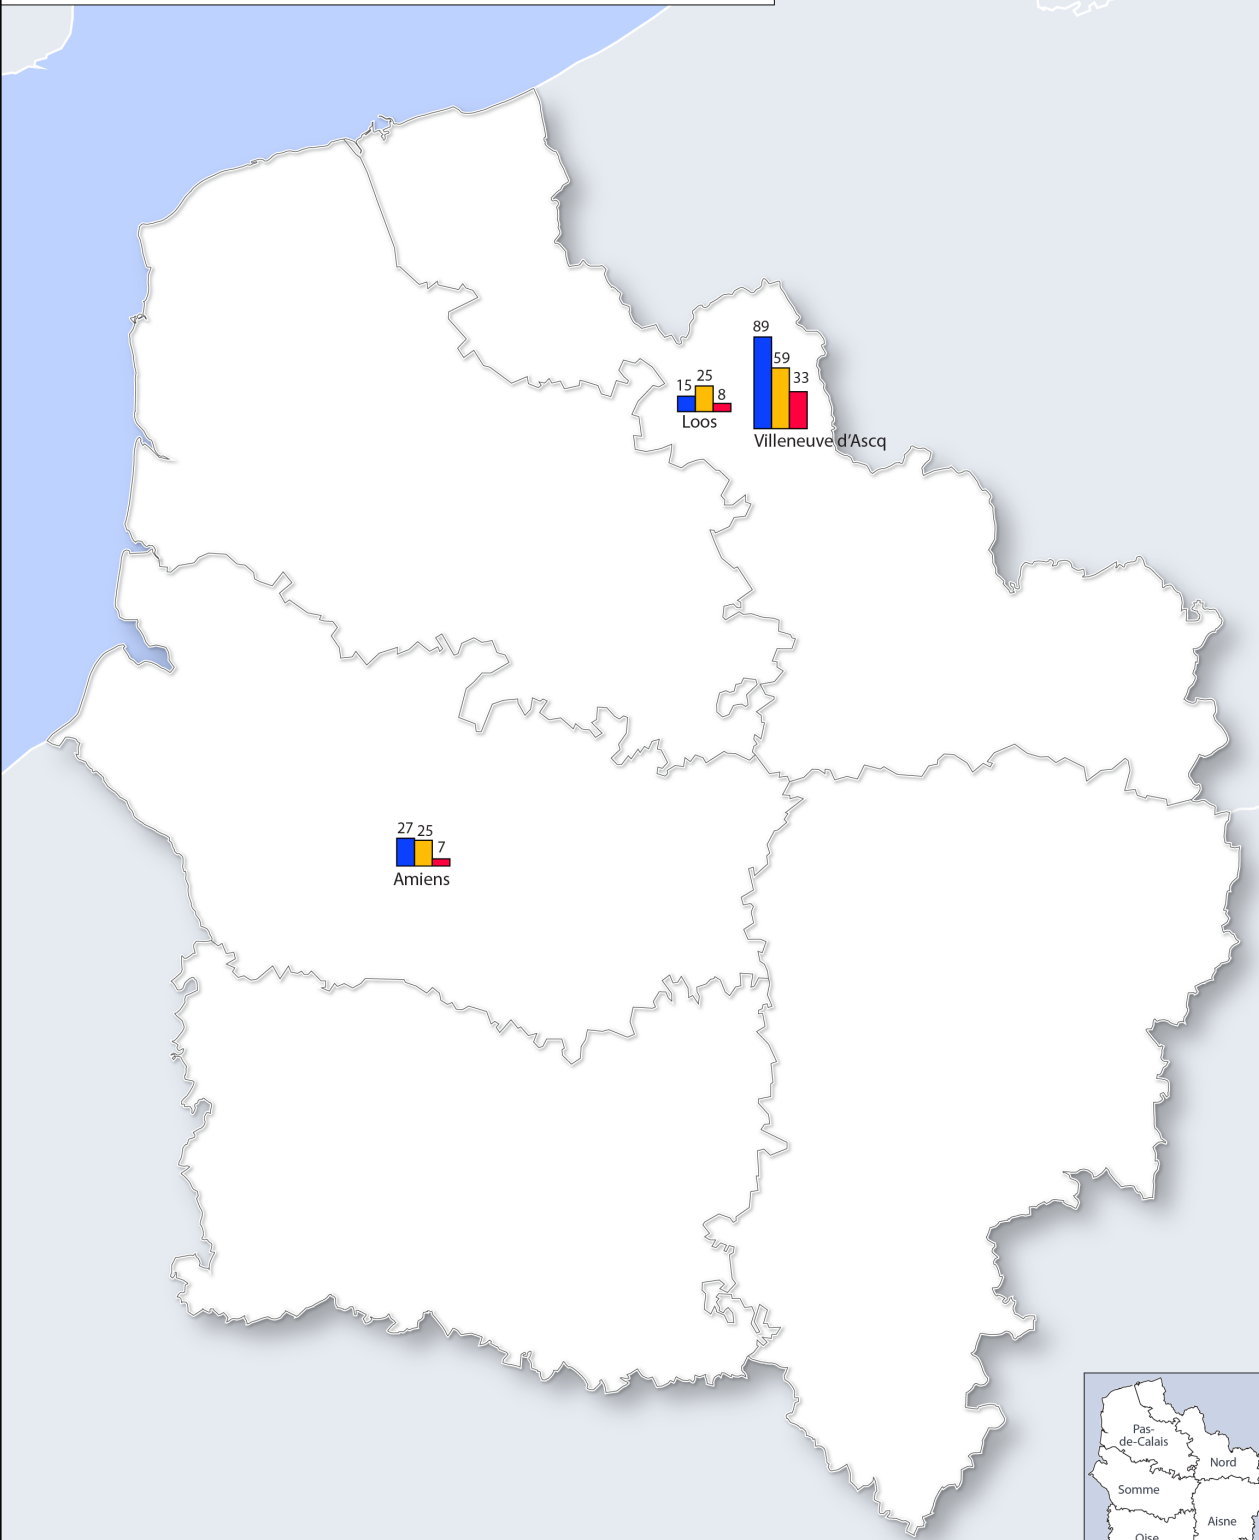 89
59
33
Villeneuve d'Ascq
15
25
8
Loos
27
25
7
Amiens
Pas-
de-Calais
Nord
Somme
Aisne
Oise